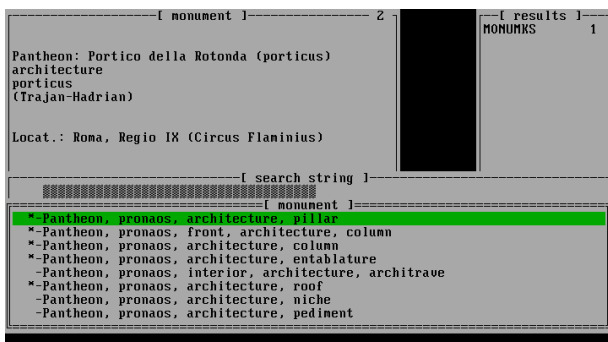 [ monument ] 2
[ results ]
MONUMKS 1
Pantheon: Portico della Rotonda (porticus)
architecture
porticus
(Trajan-Hadrian)
Locat.: Roma, Regio IX (Circus Flaminius)
[ search string ]
[ monument ]
*-Pantheon, pronaos, architecture, pillar
*-Pantheon, pronaos, front, architecture, column
*-Pantheon, pronaos, architecture, column
*-Pantheon, pronaos, architecture, entablature
-Pantheon, pronaos, interior, architecture, architrave
*-Pantheon, pronaos, architecture, roof
-Pantheon, pronaos, architecture, niche
-Pantheon, pronaos, architecture, pediment